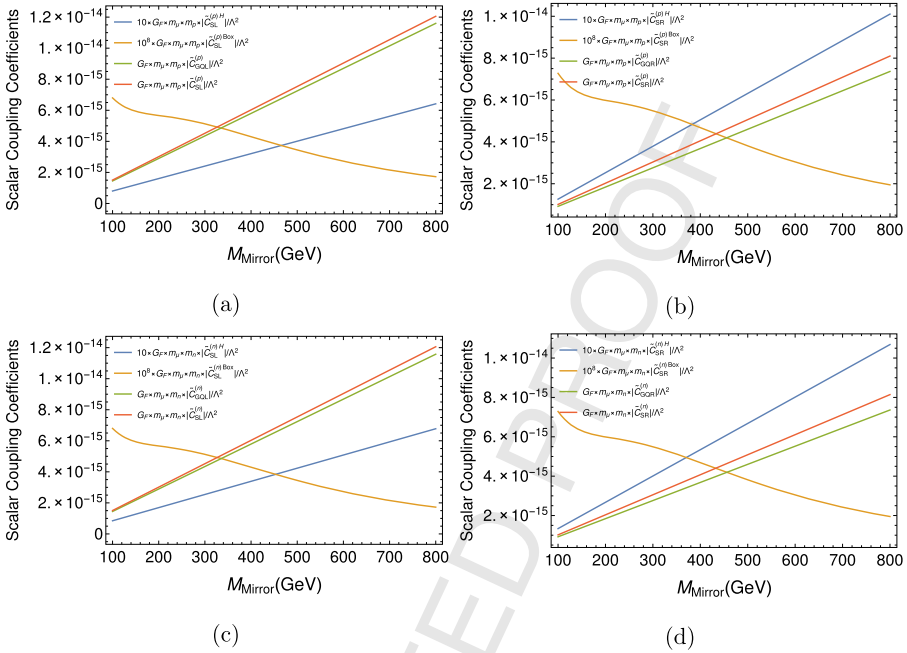 Scalar Coupling Coefficients
1.2×10⁻¹⁴
1.×10⁻¹⁴
8.×10⁻¹⁵
6.×10⁻¹⁵
4.×10⁻¹⁵
2.×10⁻¹⁵
0
10×G_F×m_μ×m_p×|C̃_SL^(p) H |/Λ²
10⁸×G_F×m_μ×m_p×|C̃_SL^(p) Box|/Λ²
G_F×m_μ×m_p×|C̃_GQL^(p)|/Λ²
G_F×m_μ×m_p×|C̃_SL^(p)|/Λ²
100 200 300 400 500 600 700 800
M_Mirror(GeV)
(a)
Scalar Coupling Coefficients
1.×10⁻¹⁴
8.×10⁻¹⁵
6.×10⁻¹⁵
4.×10⁻¹⁵
2.×10⁻¹⁵
10×G_F×m_μ×m_p×|C̃_SR^(p) H |/Λ²
10⁸×G_F×m_μ×m_p×|C̃_SR^(p) Box|/Λ²
G_F×m_μ×m_p×|C̃_GQR^(p)|/Λ²
G_F×m_μ×m_p×|C̃_SR^(p)|/Λ²
100 200 300 400 500 600 700 800
M_Mirror(GeV)
(b)
Scalar Coupling Coefficients
1.2×10⁻¹⁴
1.×10⁻¹⁴
8.×10⁻¹⁵
6.×10⁻¹⁵
4.×10⁻¹⁵
2.×10⁻¹⁵
0
10×G_F×m_μ×m_n×|C̃_SL^(n) H |/Λ²
10⁸×G_F×m_μ×m_n×|C̃_SL^(n) Box|/Λ²
G_F×m_μ×m_n×|C̃_GQL^(n)|/Λ²
G_F×m_μ×m_n×|C̃_SL^(n)|/Λ²
100 200 300 400 500 600 700 800
M_Mirror(GeV)
(c)
Scalar Coupling Coefficients
1.×10⁻¹⁴
8.×10⁻¹⁵
6.×10⁻¹⁵
4.×10⁻¹⁵
2.×10⁻¹⁵
10×G_F×m_μ×m_n×|C̃_SR^(n) H |/Λ²
10⁸×G_F×m_μ×m_n×|C̃_SR^(n) Box|/Λ²
G_F×m_μ×m_n×|C̃_GQR^(n)|/Λ²
G_F×m_μ×m_n×|C̃_SR^(n)|/Λ²
100 200 300 400 500 600 700 800
M_Mirror(GeV)
(d)
TED PROOF